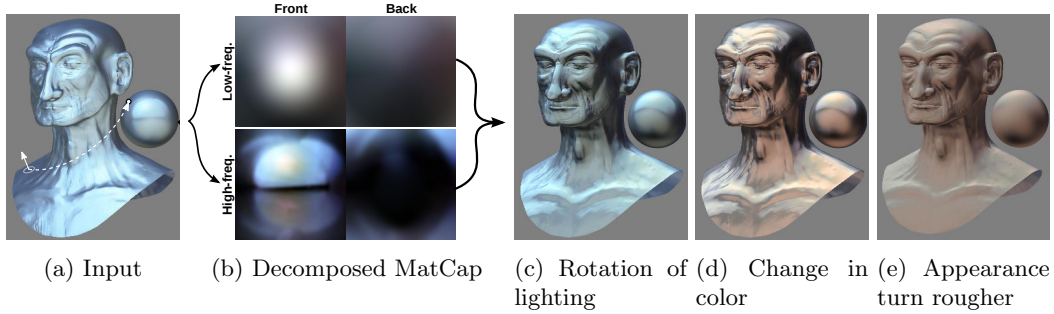 Front
Back
Low-freq.
High-freq.
(a) Input
(b) Decomposed MatCap
(c) Rotation of
lighting
(d) Change in
color
(e) Appearance
turn rougher